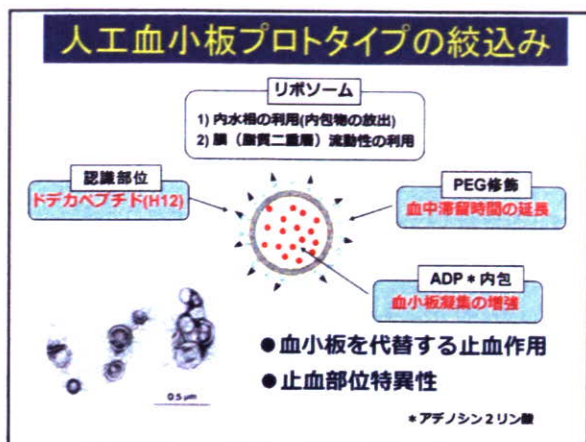 人工血小板プロトタイプの絞込み
リポソーム
1) 内水相の利用(内包物の放出)
2) 膜（脂質二重層）流動性の利用
認識部位
ドデカペプチド(H12)
PEG修飾
血中滞留時間の延長
ADP＊内包
血小板凝集の増強
●血小板を代替する止血作用
●止血部位特異性
0.5 μm
＊アデノシン2リン酸